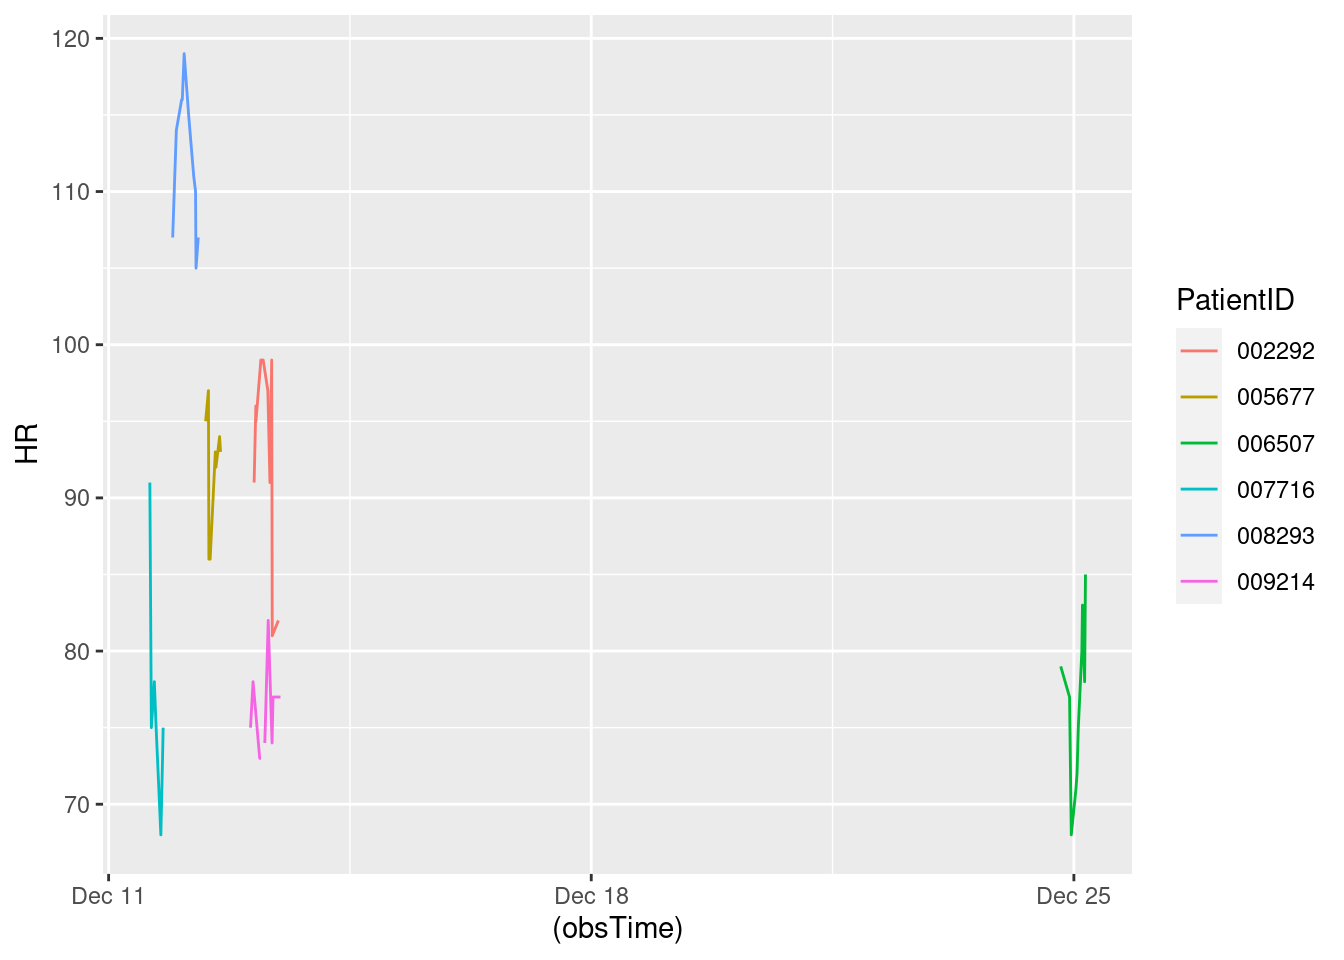 120
110
100
90
80
70
HR
Dec 11
Dec 18
Dec 25
(obsTime)
PatientID
002292
005677
006507
007716
008293
009214